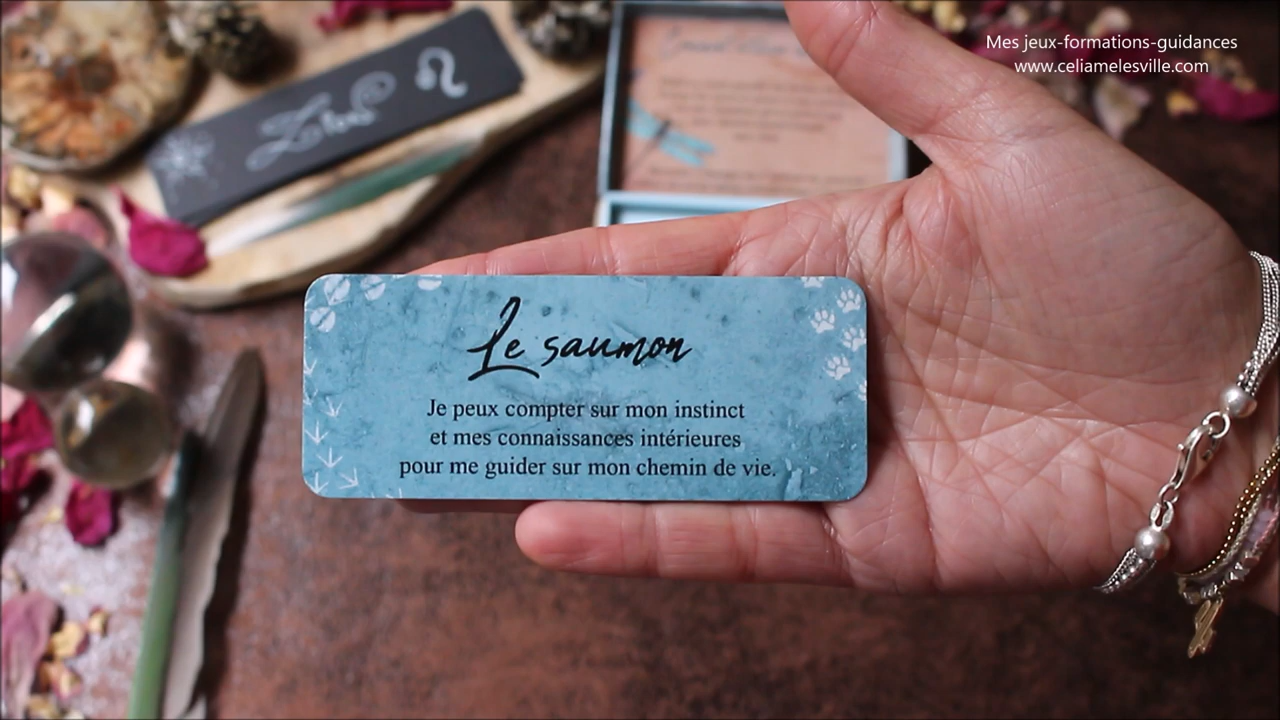 Mes jeux-formations-guidances
www.celiamelesville.com
Le saumon
Je peux compter sur mon instinct
et mes connaissances intérieures
pour me guider sur mon chemin de vie.